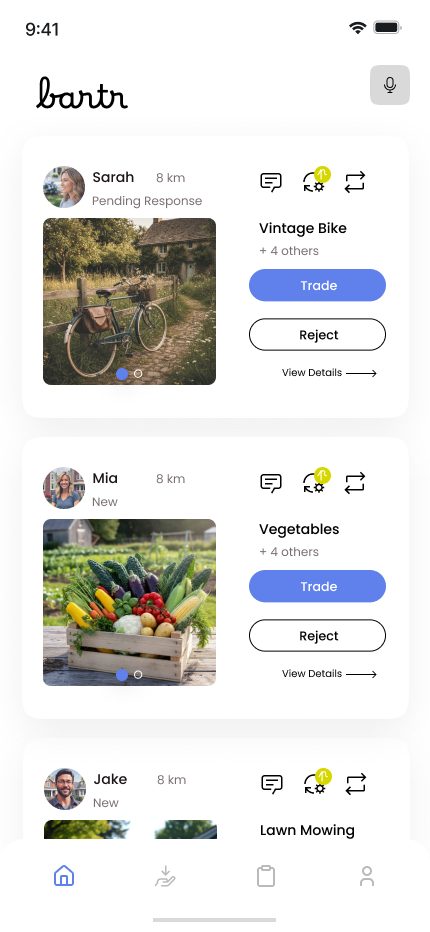 9:41
bartr
Sarah 8 km
Pending Response
Vintage Bike
+ 4 others
Trade
Reject
View Details
Mia 8 km
New
Vegetables
+ 4 others
Trade
Reject
View Details
Jake 8 km
New
Lawn Mowing